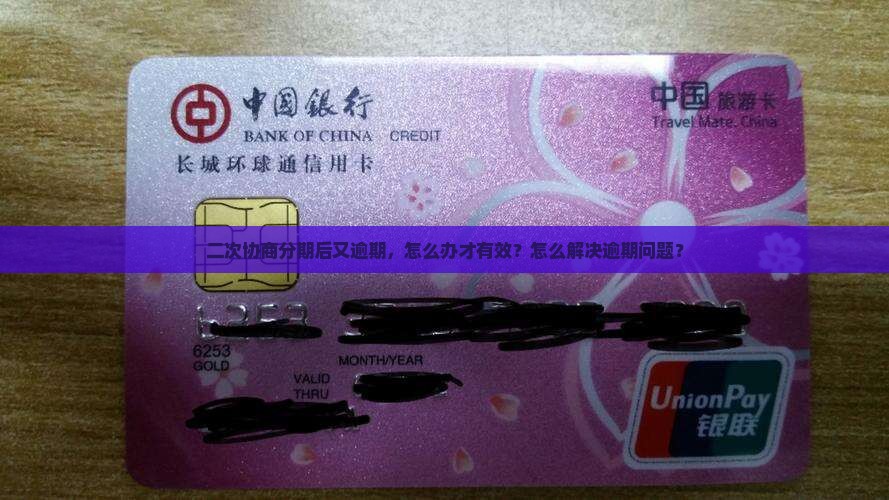 中国银行
BANK OF CHINA CREDIT
长城环球通信用卡
中国 旅游卡
Travel Mate. China
二次协商分期后又逾期，怎么办才有效？怎么解决逾期问题？
6253
6253
GOLD
MONTH/YEAR
VALID
THRU
UnionPay
银联